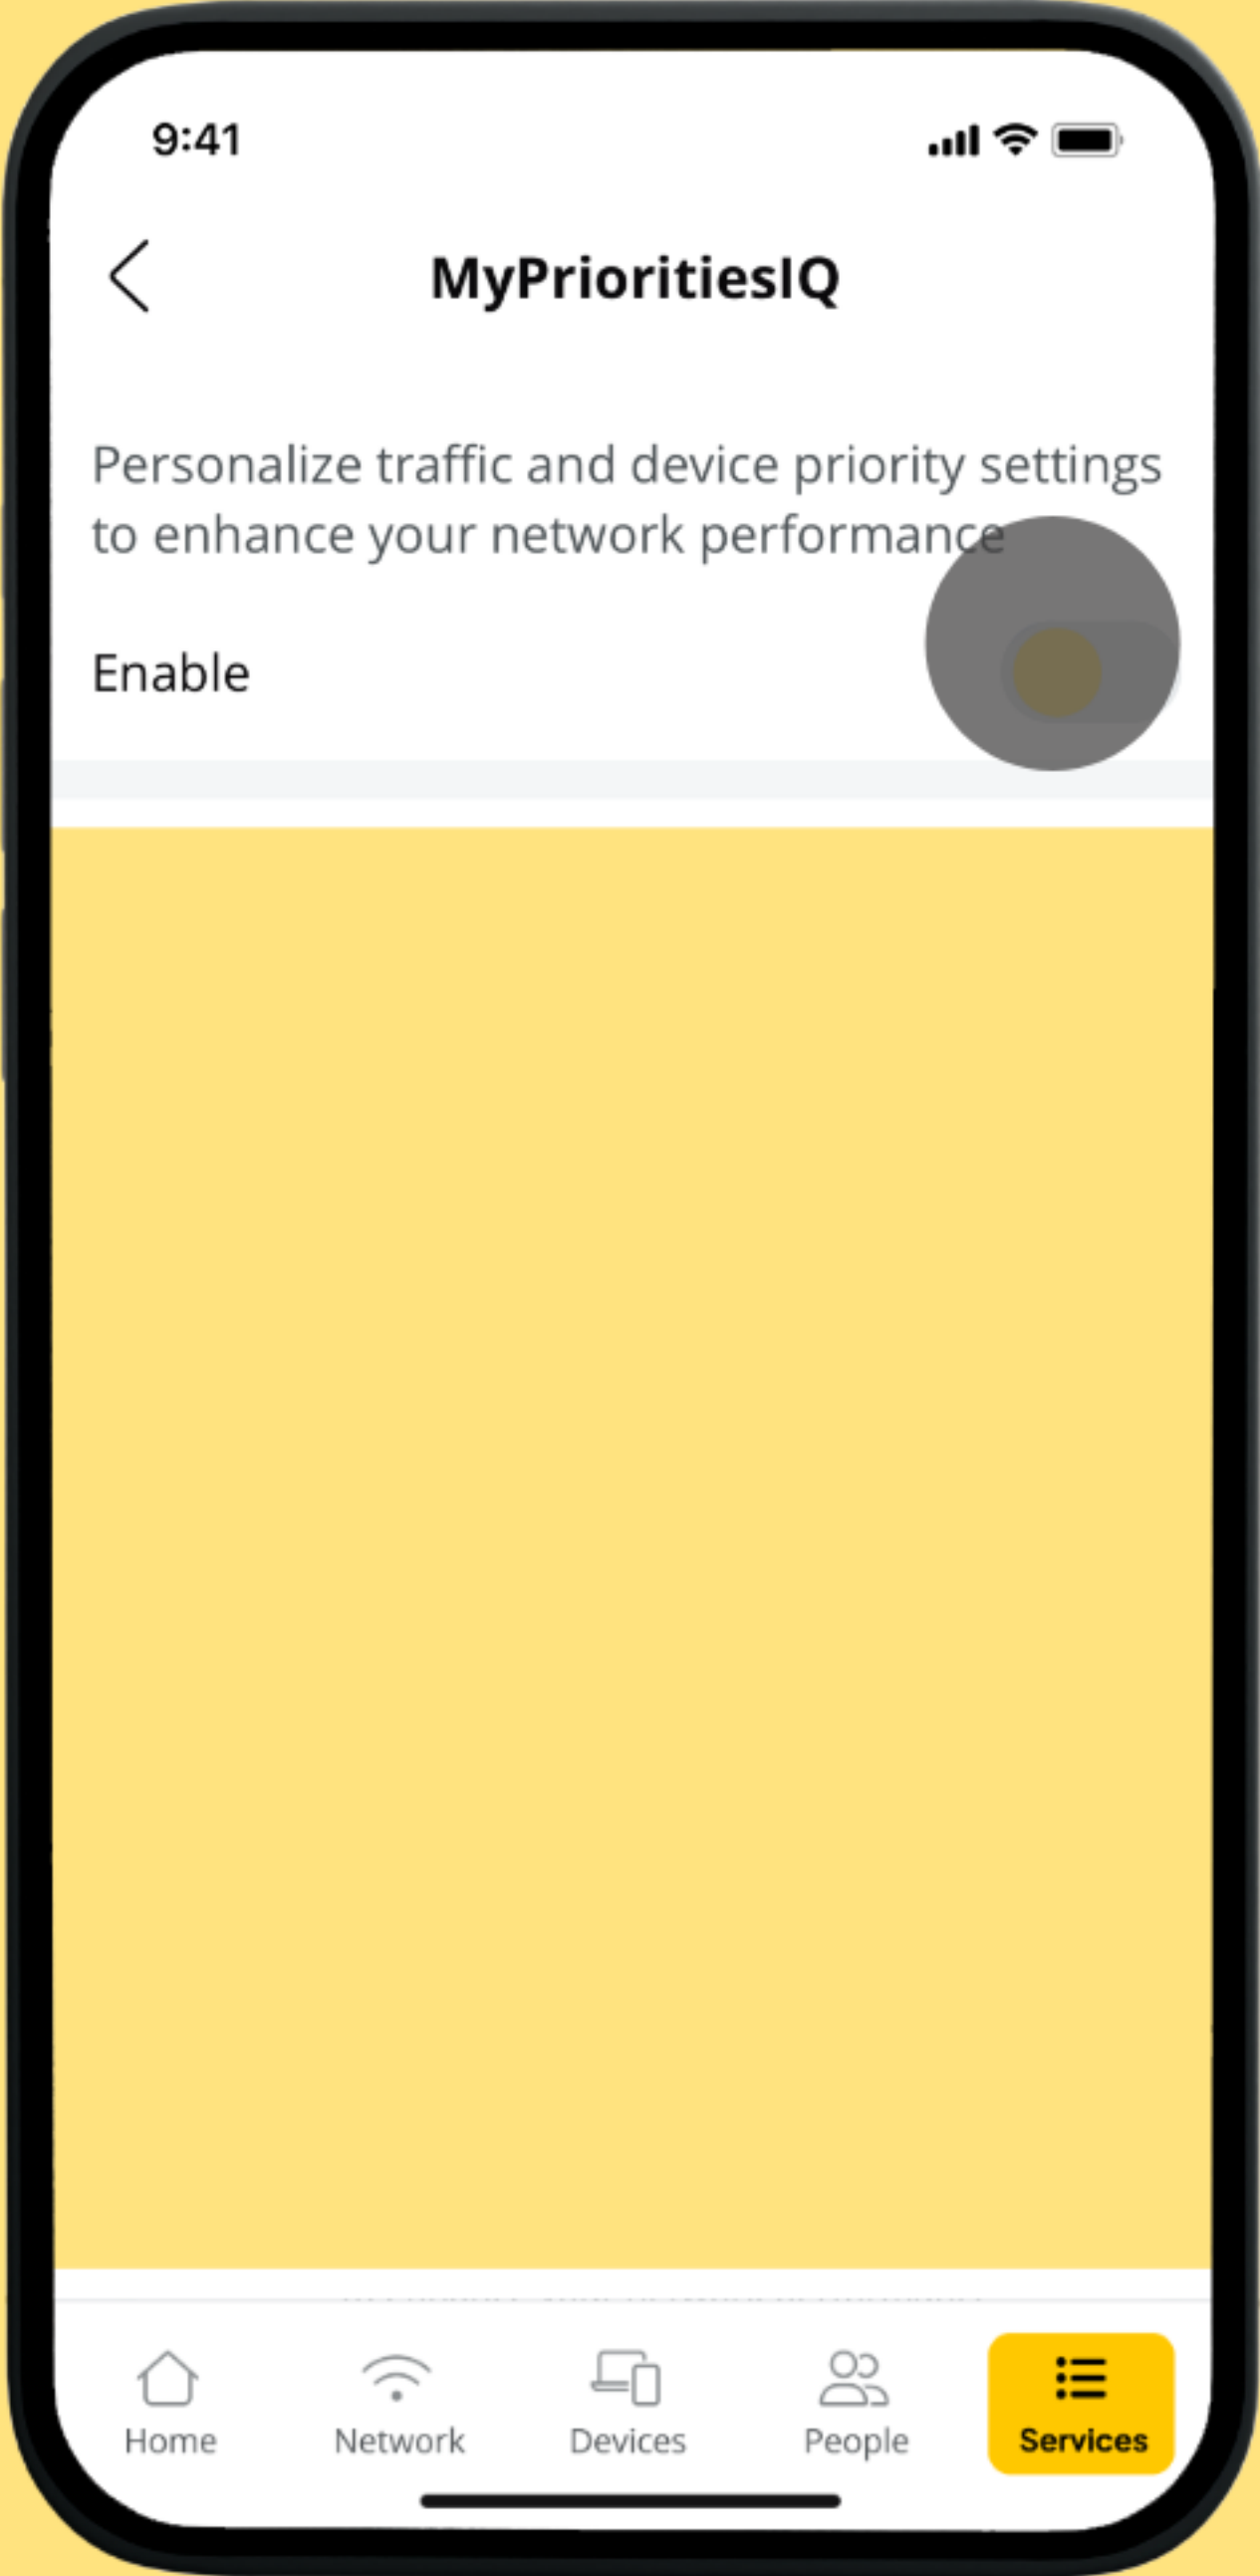 9:41
MyPrioritiesIQ
Personalize traffic and device priority settings
to enhance your network performance
Enable
Home
Network
Devices
People
Services